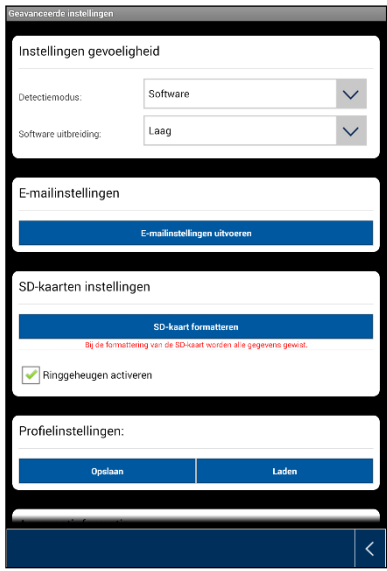 Geavanceerde instellingen
Instellingen gevoeligheid
Detectiemodus:
Software
Software uitbreiding:
Laag
E-mailinstellingen
E-mailinstellingen uitvoeren
SD-kaarten instellingen
SD-kaart formatteren
Bij de formattering van de SD-kaart worden alle gegevens gewist.
Ringgeheugen activeren
Profielinstellingen:
Opslaan
Laden